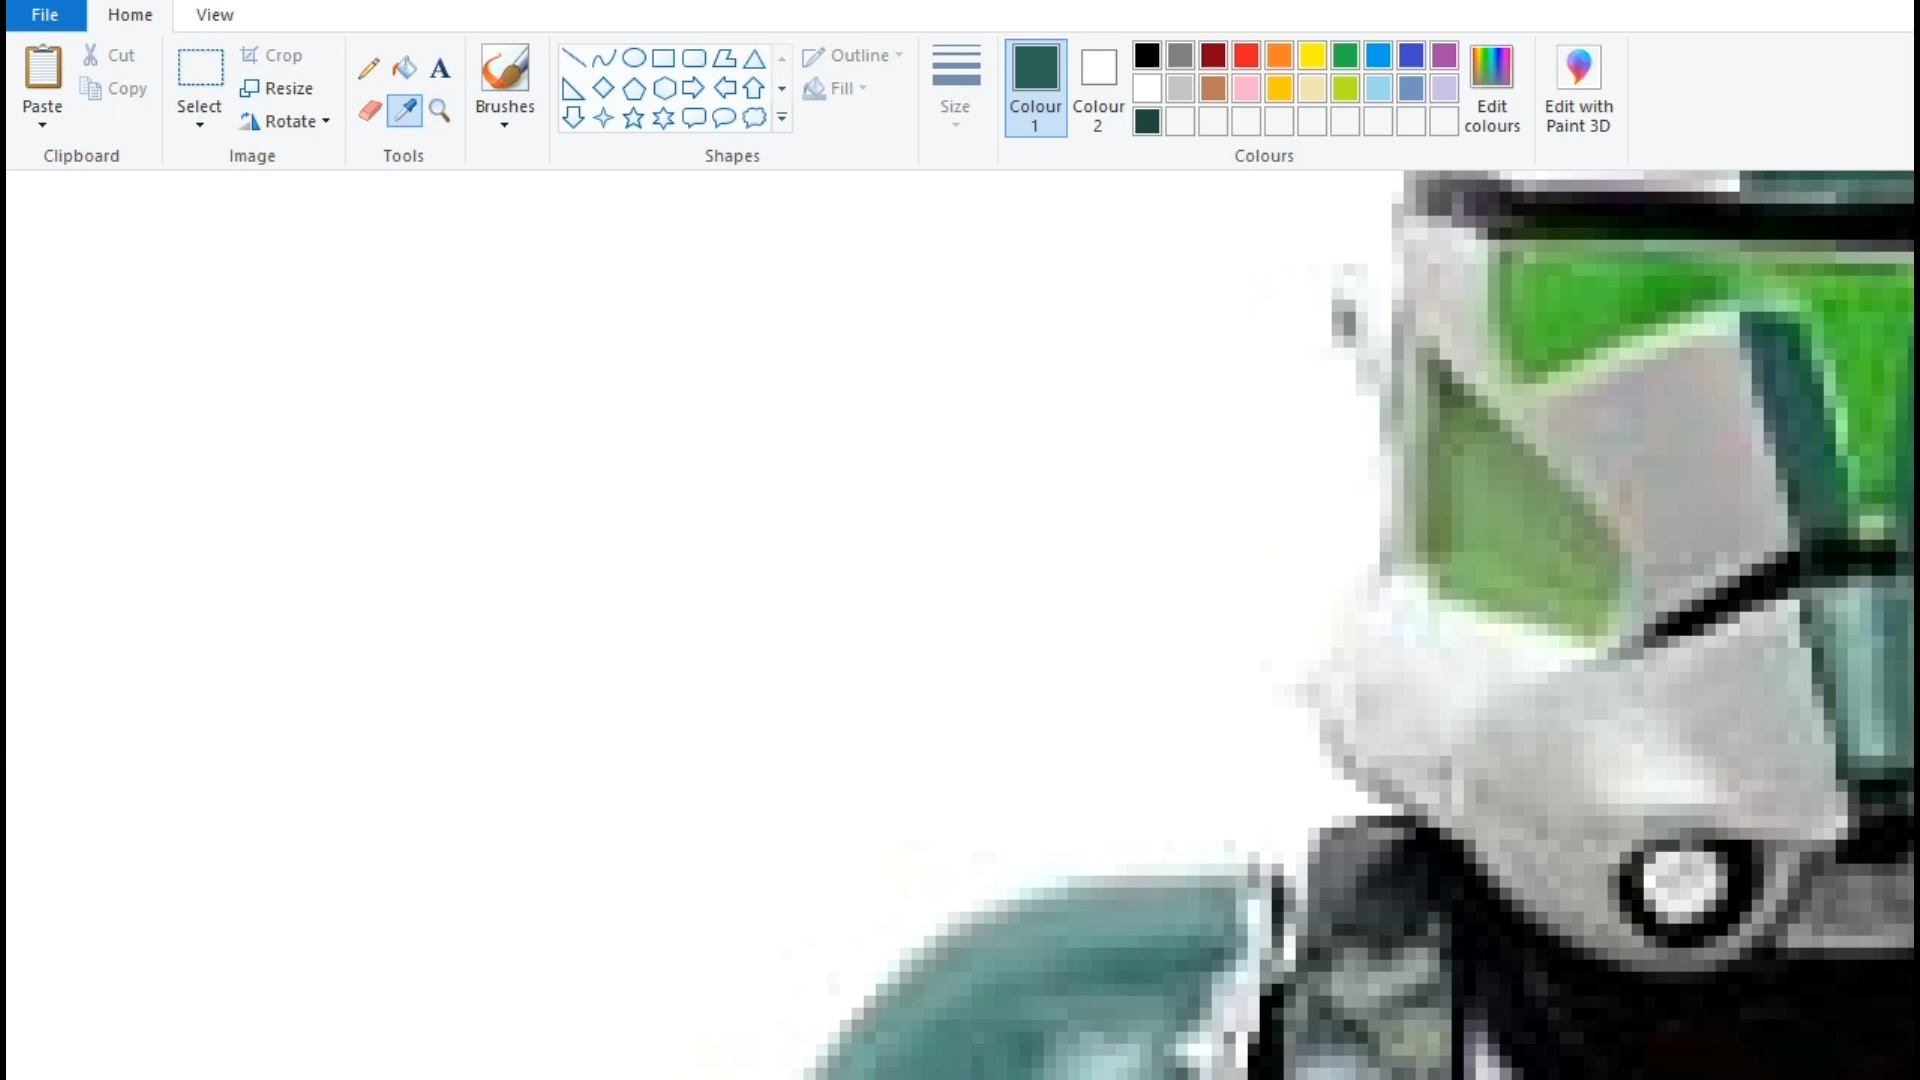 File Home View
Paste Cut Copy
Clipboard
Select Crop Resize Rotate
Image
A
Tools
Brushes
Shapes
Outline
Fill
Size
Colour 1
Colour 2
Edit colours
Colours
Edit with Paint 3D